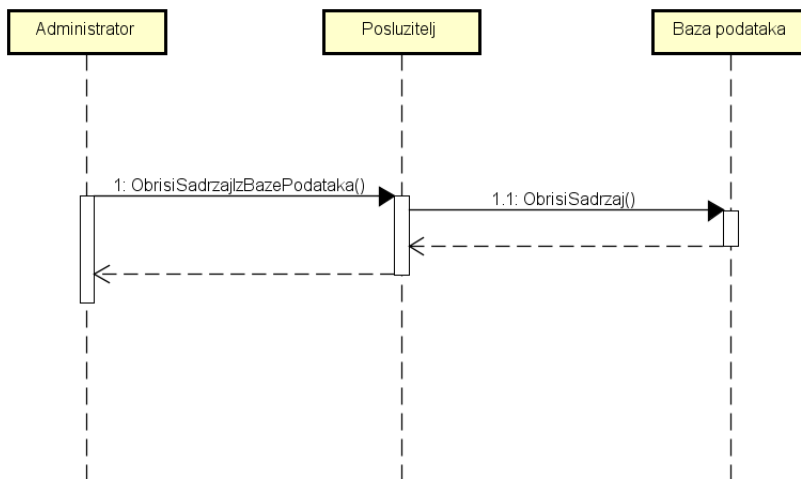 Administrator
Posluzitelj
Baza podataka
1: ObrisiSadrzajIzBazePodataka()
1.1: ObrisiSadrzaj()